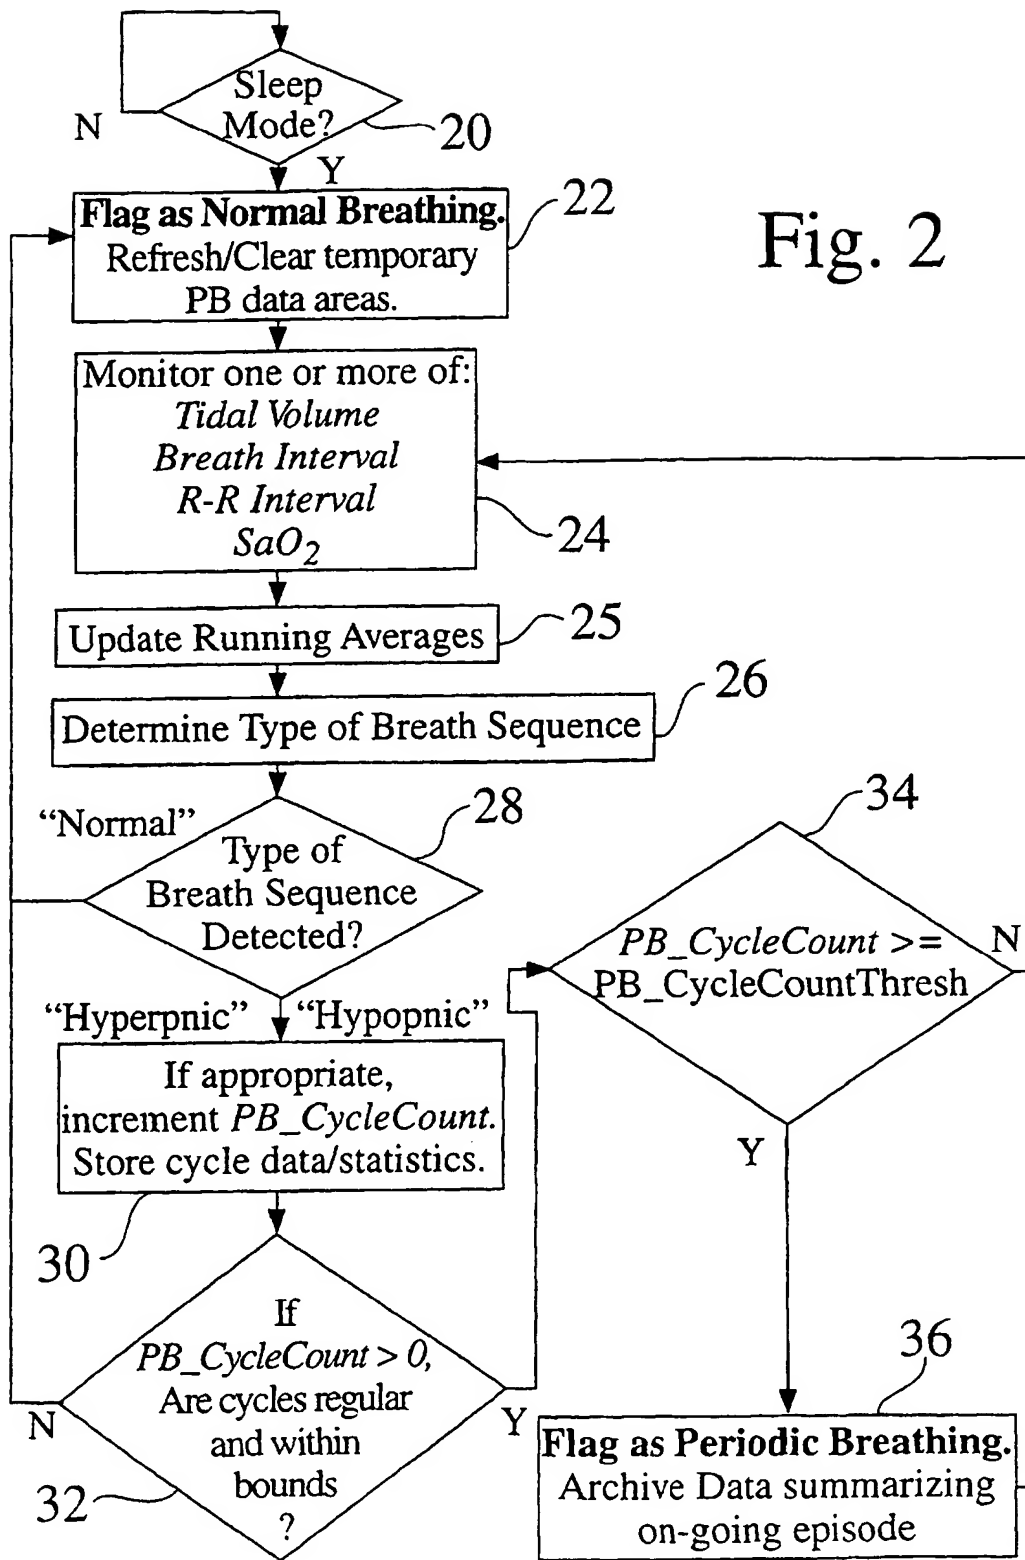 Sleep
Mode?
N
20
Y
Flag as Normal Breathing.
Refresh/Clear temporary
PB data areas.
22
Fig. 2
Monitor one or more of:
Tidal Volume
Breath Interval
R-R Interval
SaO2
24
Update Running Averages
25
Determine Type of Breath Sequence
26
“Normal”
28
Type of
Breath Sequence
Detected?
“Hyperpnic” “Hypopnic”
If appropriate,
increment PB_CycleCount.
Store cycle data/statistics.
30
If
PB_CycleCount > 0,
Are cycles regular
and within
bounds
?
N
Y
32
34
PB_CycleCount >=
PB_CycleCountThresh
N
Y
36
Flag as Periodic Breathing.
Archive Data summarizing
on-going episode